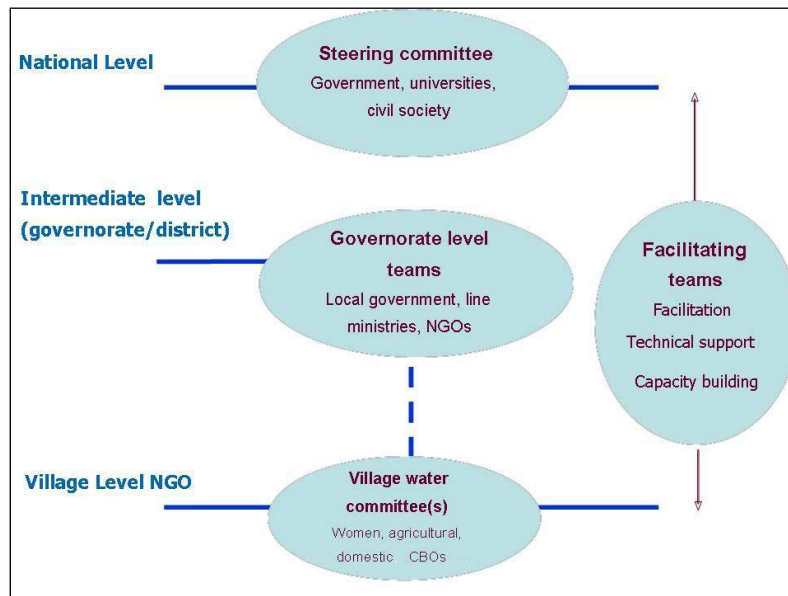 National Level
Steering committee
Government, universities,
civil society
Intermediate level
(governorate/district)
Governorate level
teams
Local government, line
ministries, NGOs
Facilitating
teams
Facilitation
Technical support
Capacity building
Village Level NGO
Village water
committee(s)
Women, agricultural,
domestic CBOs ...